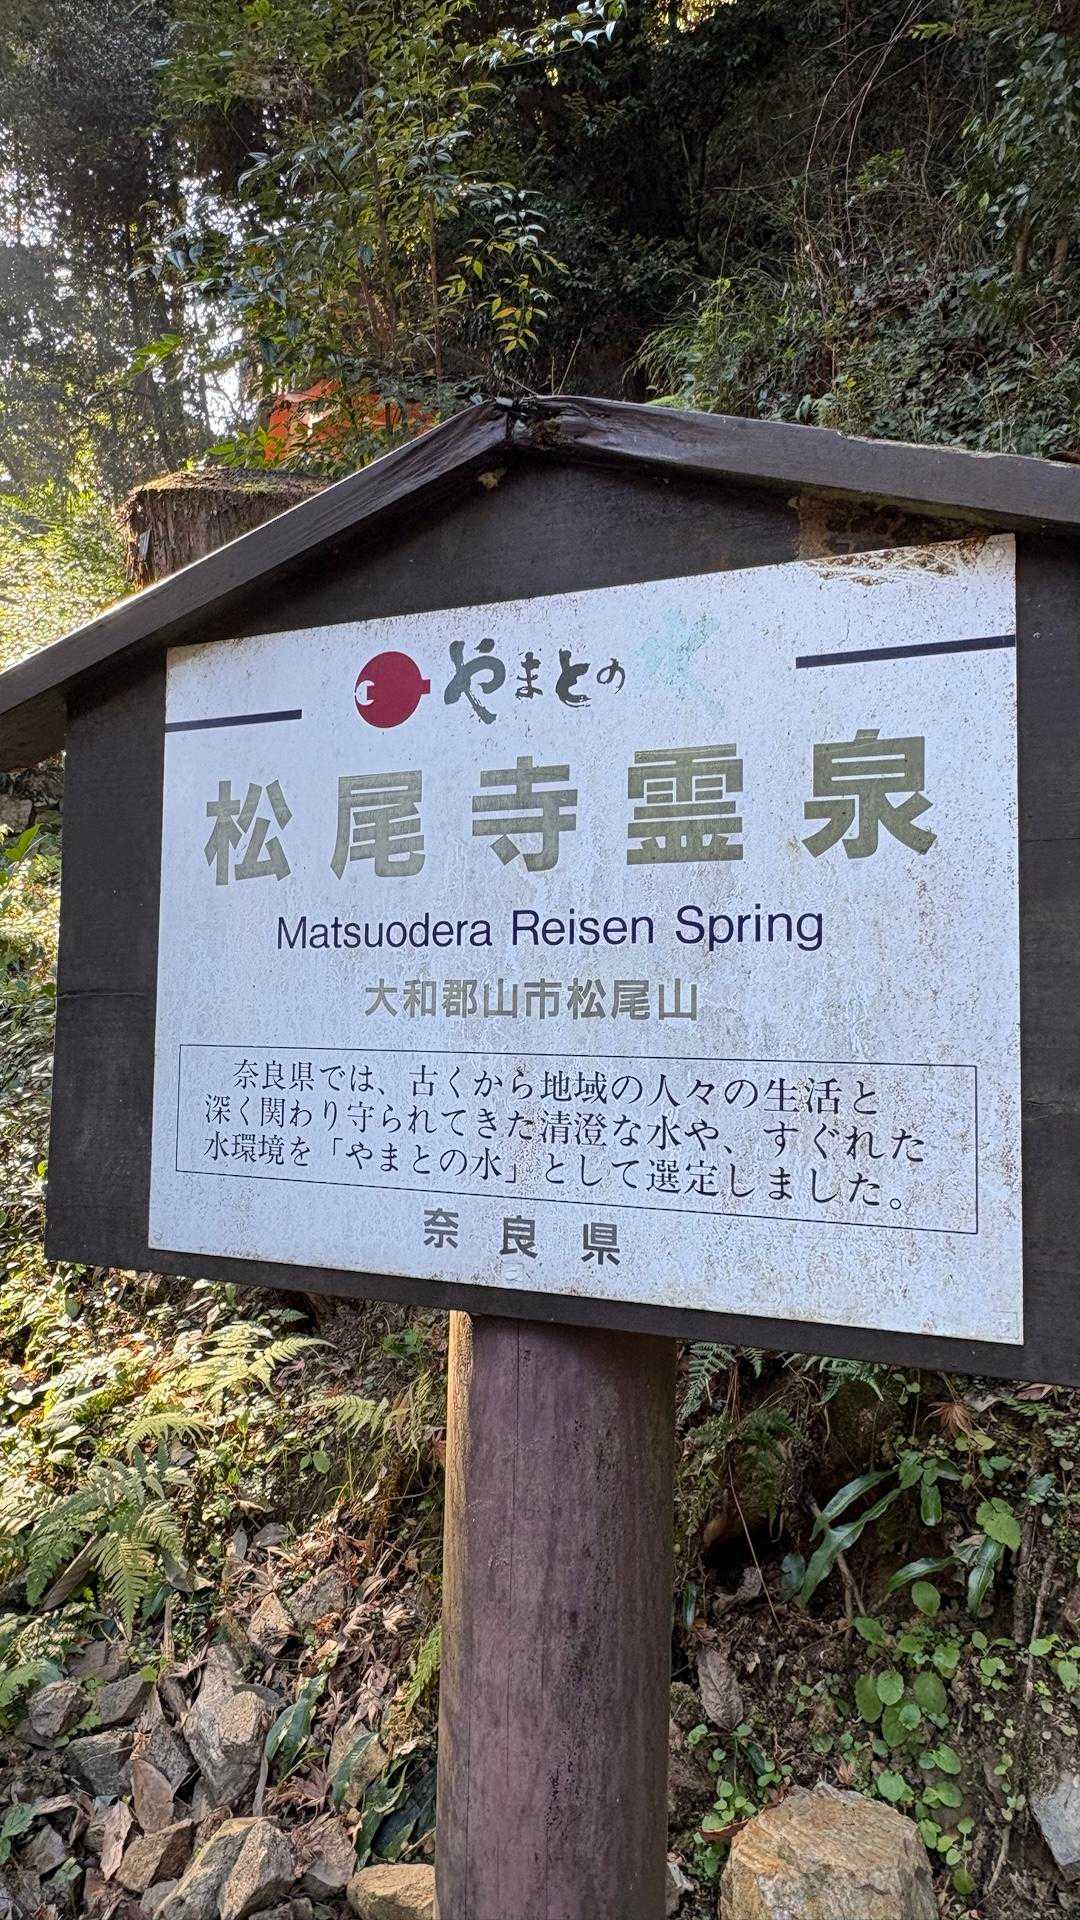 やまとの水
松尾寺霊泉
Matsuodera Reisen Spring
大和郡山市松尾山
奈良県では、古くから地域の人々の生活と
深く関わり守られてきた清澄な水や、すぐれた
水環境を「やまとの水」として選定しました。
奈良県